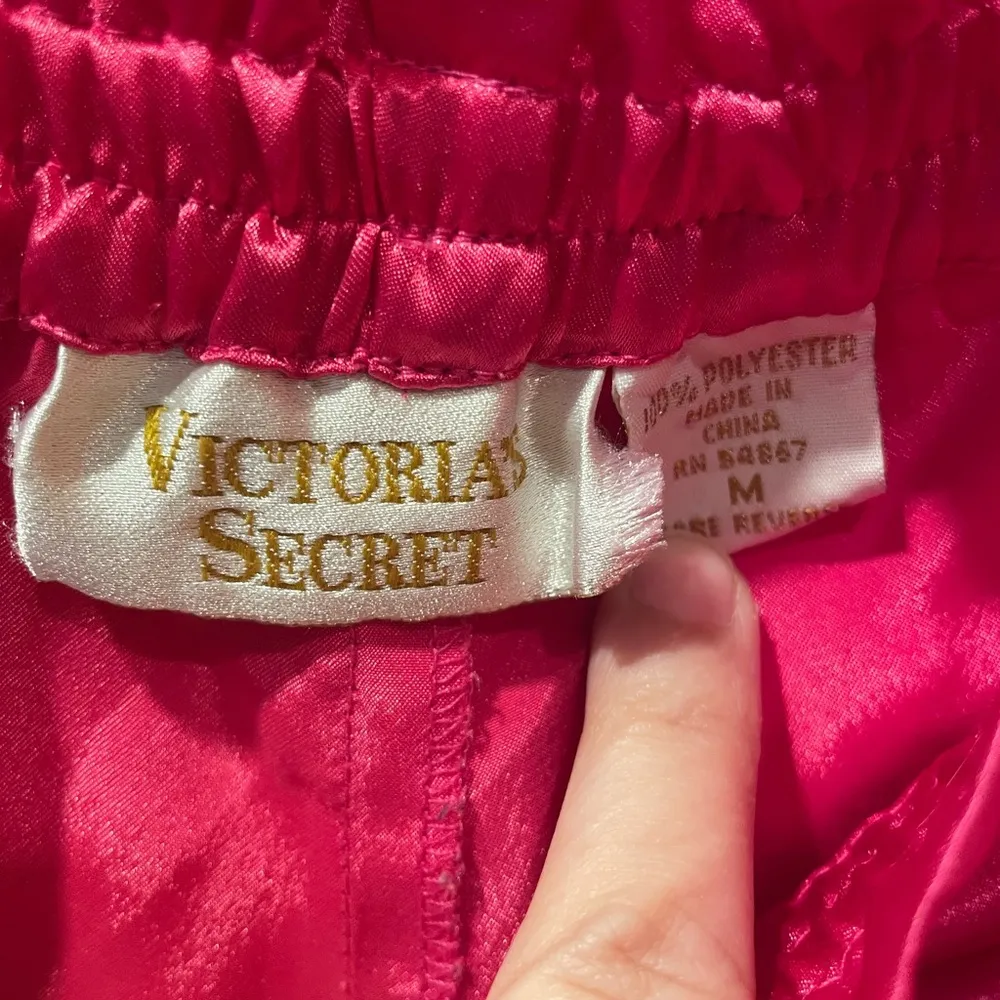 VICTORIA'S
SECRET
100% POLYESTER
MADE IN
CHINA
RN 54867
M